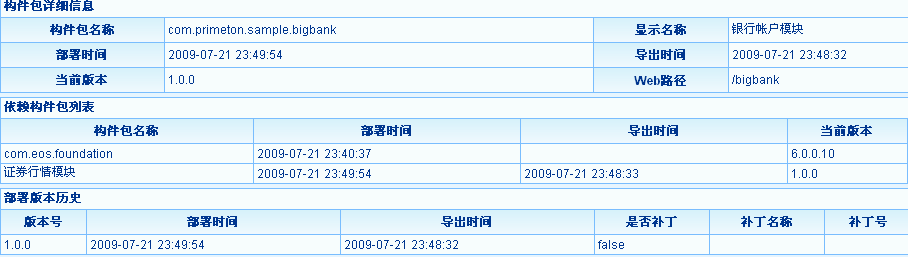 构件包详细信息
构件包名称 com.primeton.sample.bigbank 显示名称 银行帐户模块
部署时间 2009-07-21 23:49:54 导出时间 2009-07-21 23:48:32
当前版本 1.0.0 Web路径 /bigbank
依赖构件包列表
构件包名称 部署时间 导出时间 当前版本
com.eos.foundation 2009-07-21 23:40:37 6.0.0.10
证券行情模块 2009-07-21 23:49:54 2009-07-21 23:48:33 1.0.0
部署版本历史
版本号 部署时间 导出时间 是否补丁 补丁名称 补丁号
1.0.0 2009-07-21 23:49:54 2009-07-21 23:48:32 false